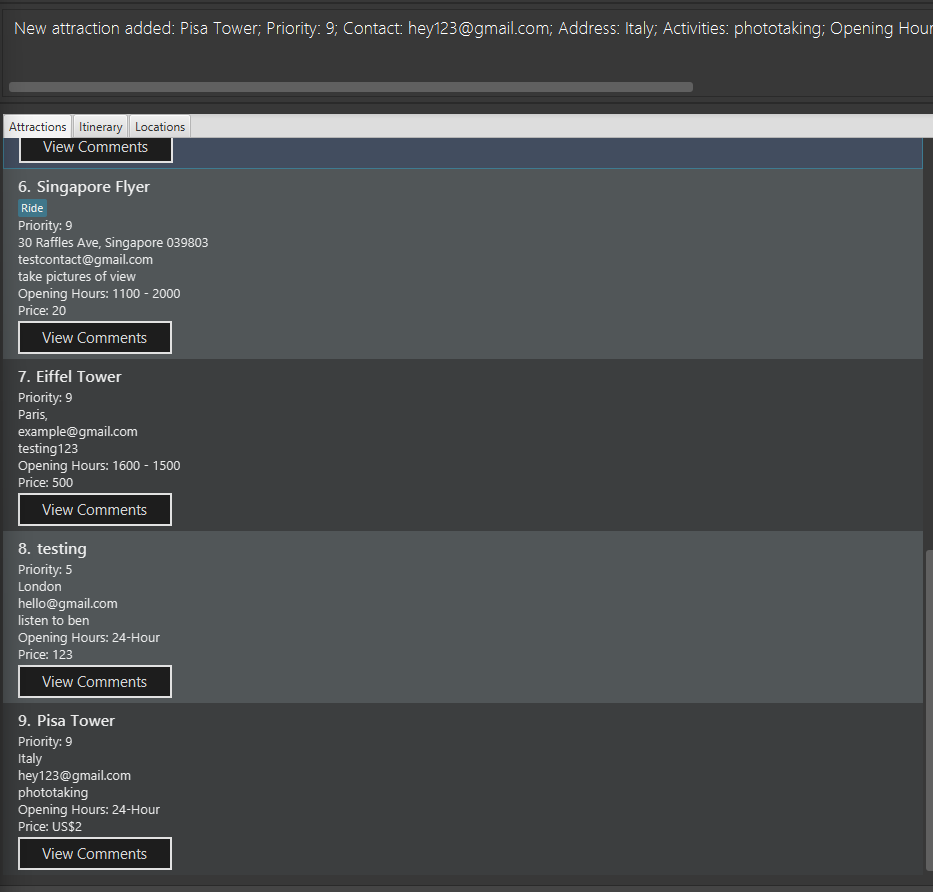 New attraction added: Pisa Tower; Priority: 9; Contact: hey123@gmail.com; Address: Italy; Activities: phototaking; Opening Hour
Attractions Itinerary Locations
View Comments
6. Singapore Flyer
Ride
Priority: 9
30 Raffles Ave, Singapore 039803
testcontact@gmail.com
take pictures of view
Opening Hours: 1100 - 2000
Price: 20
View Comments
7. Eiffel Tower
Priority: 9
Paris,
example@gmail.com
testing123
Opening Hours: 1600 - 1500
Price: 500
View Comments
8. testing
Priority: 5
London
hello@gmail.com
listen to ben
Opening Hours: 24-Hour
Price: 123
View Comments
9. Pisa Tower
Priority: 9
Italy
hey123@gmail.com
phototaking
Opening Hours: 24-Hour
Price: US$2
View Comments